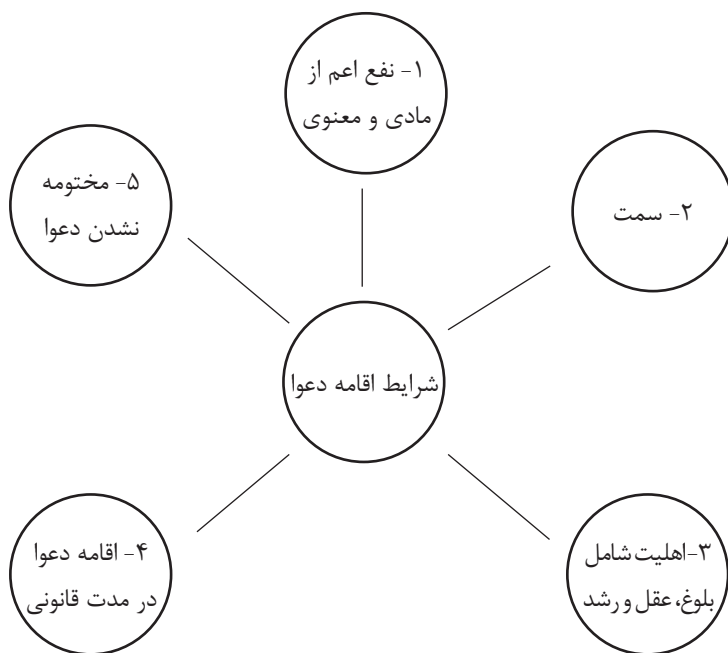 شرایط اقامه دعوا
۱- نفع اعم از
مادی و معنوی
۲- سمت
۳-اهلیت شامل
بلوغ، عقل و رشد
۴- اقامه دعوا
در مدت قانونی
۵- مختومه
نشدن دعوا